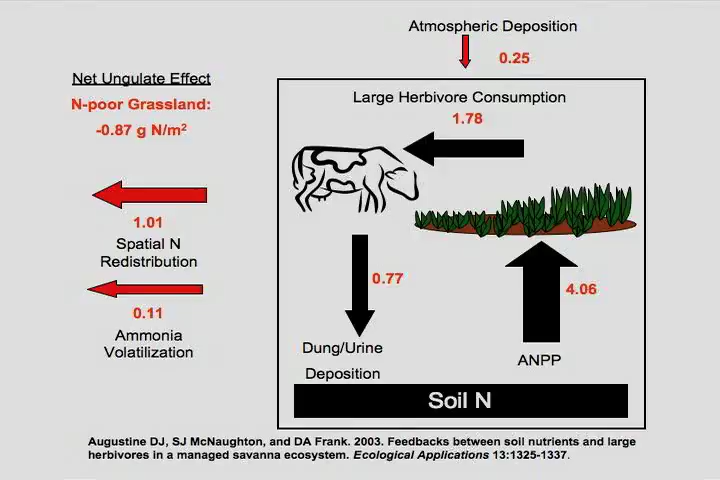 Atmospheric Deposition
0.25
Net Ungulate Effect
N-poor Grassland:
-0.87 g N/m²
Large Herbivore Consumption
1.78
1.01
Spatial N
Redistribution
0.11
Ammonia
Volatilization
0.77
4.06
Dung/Urine
Deposition
ANPP
Soil N
Augustine DJ, SJ McNaughton, and DA Frank. 2003. Feedbacks between soil nutrients and large
herbivores in a managed savanna ecosystem. Ecological Applications 13:1325-1337.